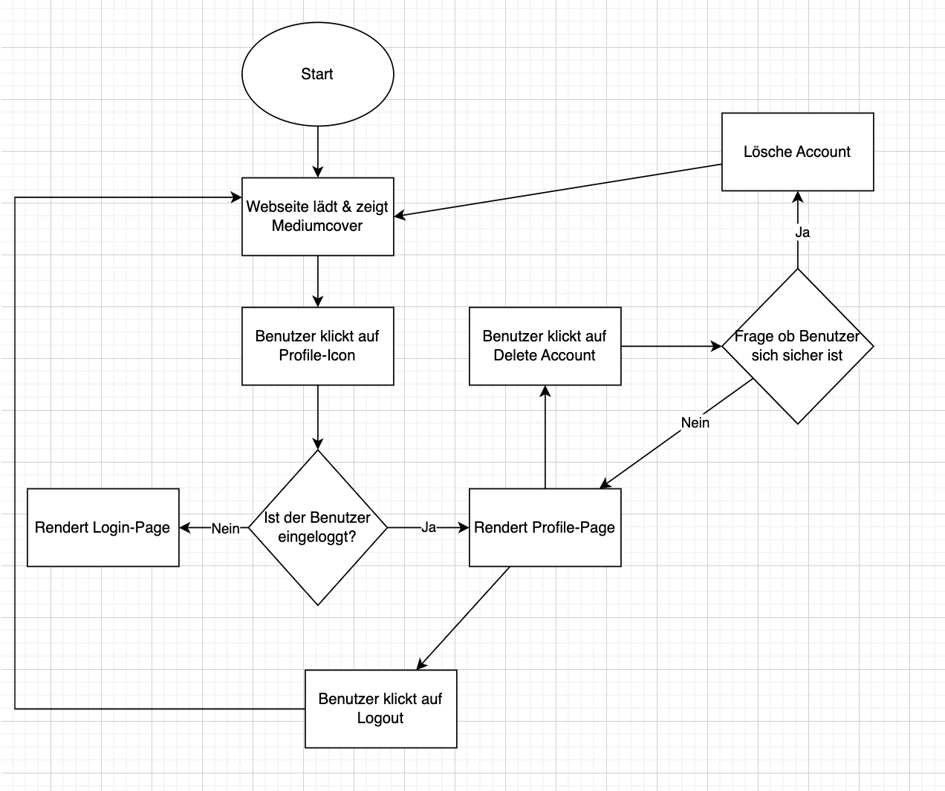 Start
Lösche Account
Webseite lädt & zeigt
Mediumcover
Ja
Benutzer klickt auf
Profile-Icon
Benutzer klickt auf
Delete Account
Frage ob Benutzer
sich sicher ist
Nein
Rendert Login-Page
Nein
Ist der Benutzer
eingeloggt?
Ja
Rendert Profile-Page
Benutzer klickt auf
Logout